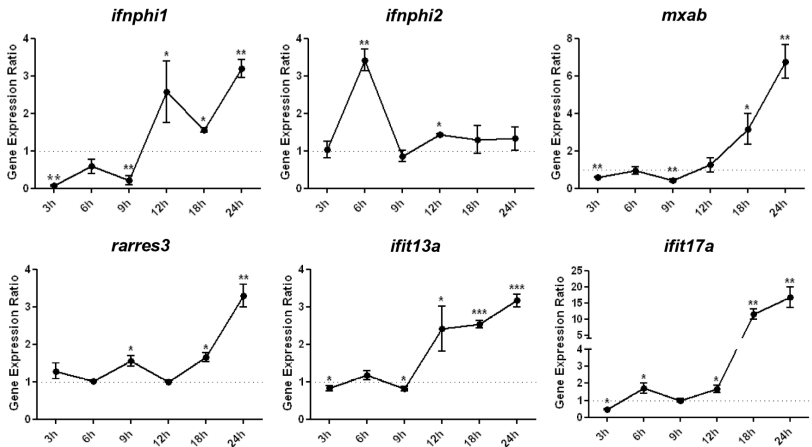 ifnphi1
Gene Expression Ratio
4
3
2
1
0
**
**
*
*
**
3h
6h
9h
12h
18h
24h
ifnphi2
Gene Expression Ratio
4
3
2
1
0
**
*
3h
6h
9h
12h
18h
24h
mxab
Gene Expression Ratio
8
6
4
2
0
**
**
*
**
3h
6h
9h
12h
18h
24h
rarres3
Gene Expression Ratio
4
3
2
1
0
*
*
**
3h
6h
9h
12h
18h
24h
ifit13a
Gene Expression Ratio
4
3
2
1
0
*
*
*
***
***
3h
6h
9h
12h
18h
24h
ifit17a
Gene Expression Ratio
25
20
15
10
5
4
3
2
1
0
*
*
*
**
**
3h
6h
9h
12h
18h
24h